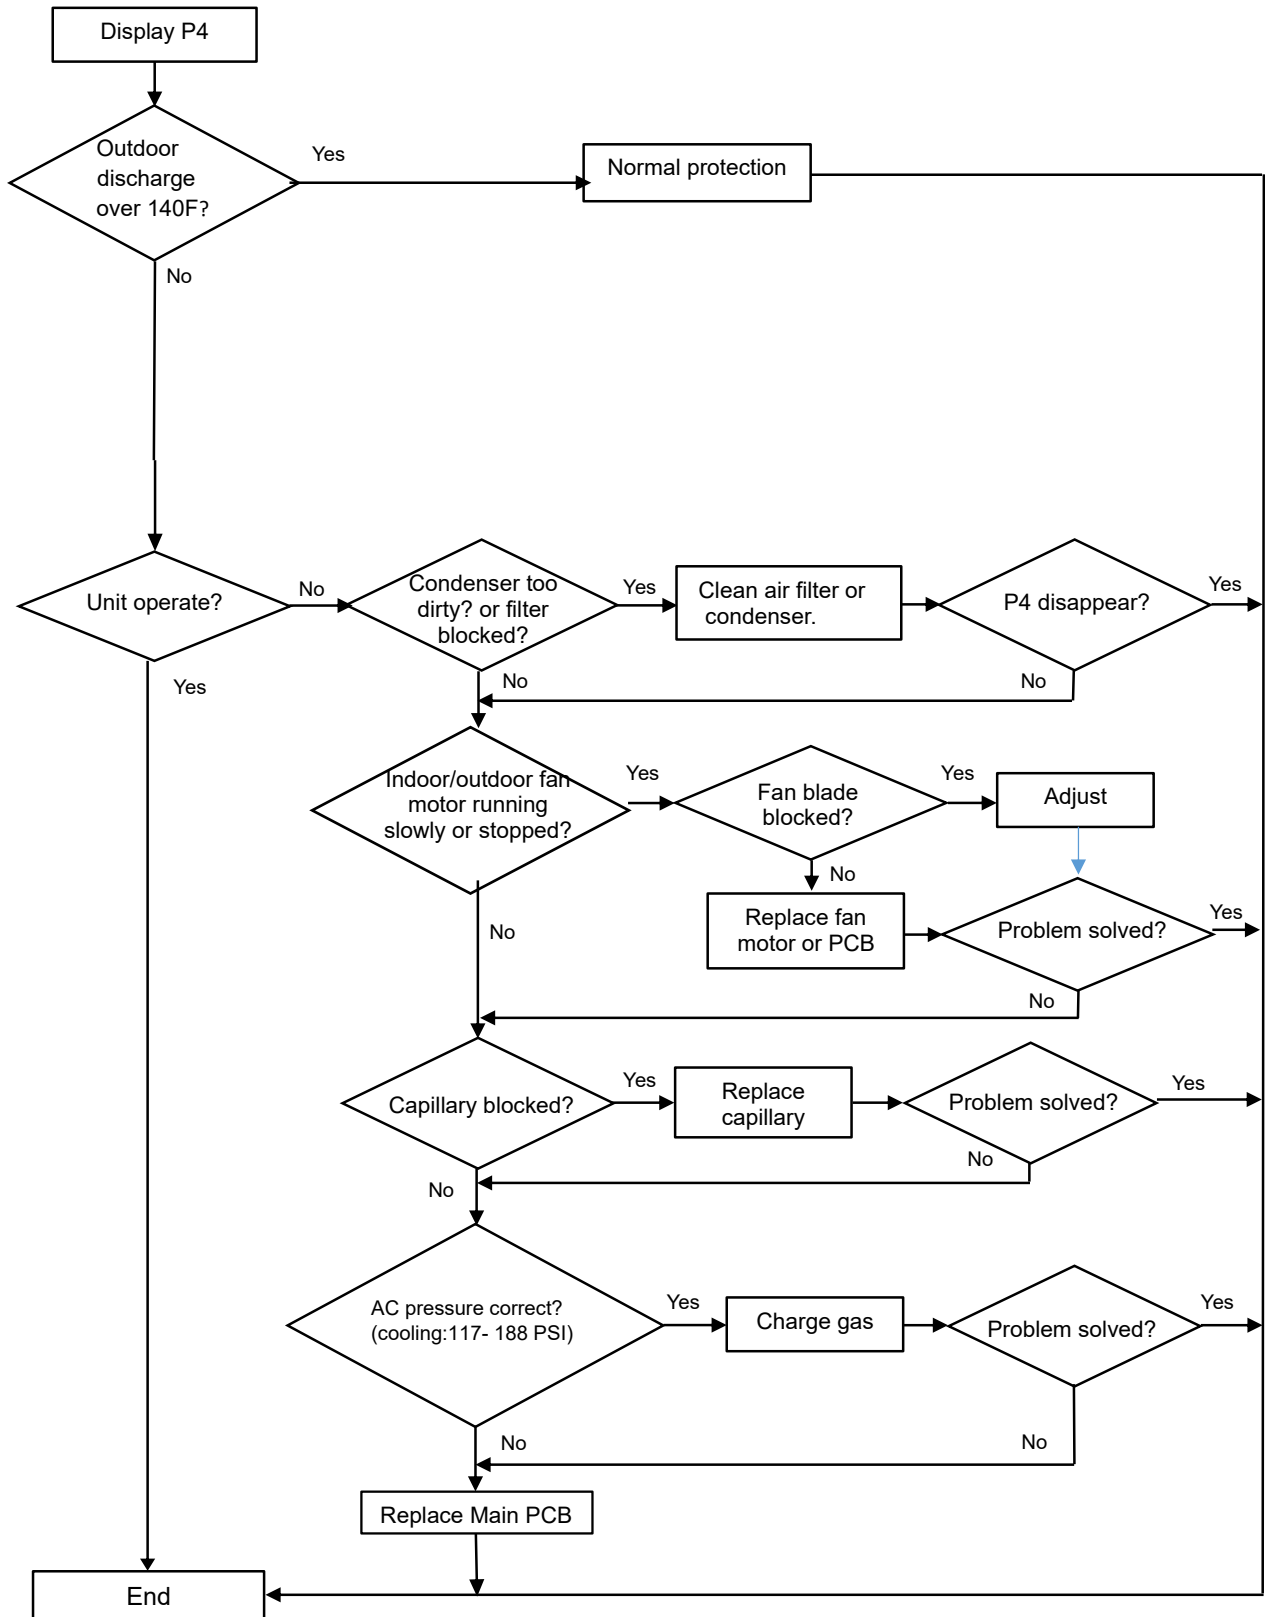 Display P4
Outdoor
discharge
over 140F?
Yes
Normal protection
No
Unit operate?
No
Condenser too
dirty? or filter
blocked?
Yes
Clean air filter or
condenser.
P4 disappear?
Yes
Yes
No
No
Indoor/outdoor fan
motor running
slowly or stopped?
Yes
Fan blade
blocked?
Yes
Adjust
No
Replace fan
motor or PCB
Problem solved?
Yes
No
No
Capillary blocked?
Yes
Replace
capillary
Problem solved?
Yes
No
No
AC pressure correct?
(cooling:117- 188 PSI)
Yes
Charge gas
Problem solved?
Yes
No
No
Replace Main PCB
End